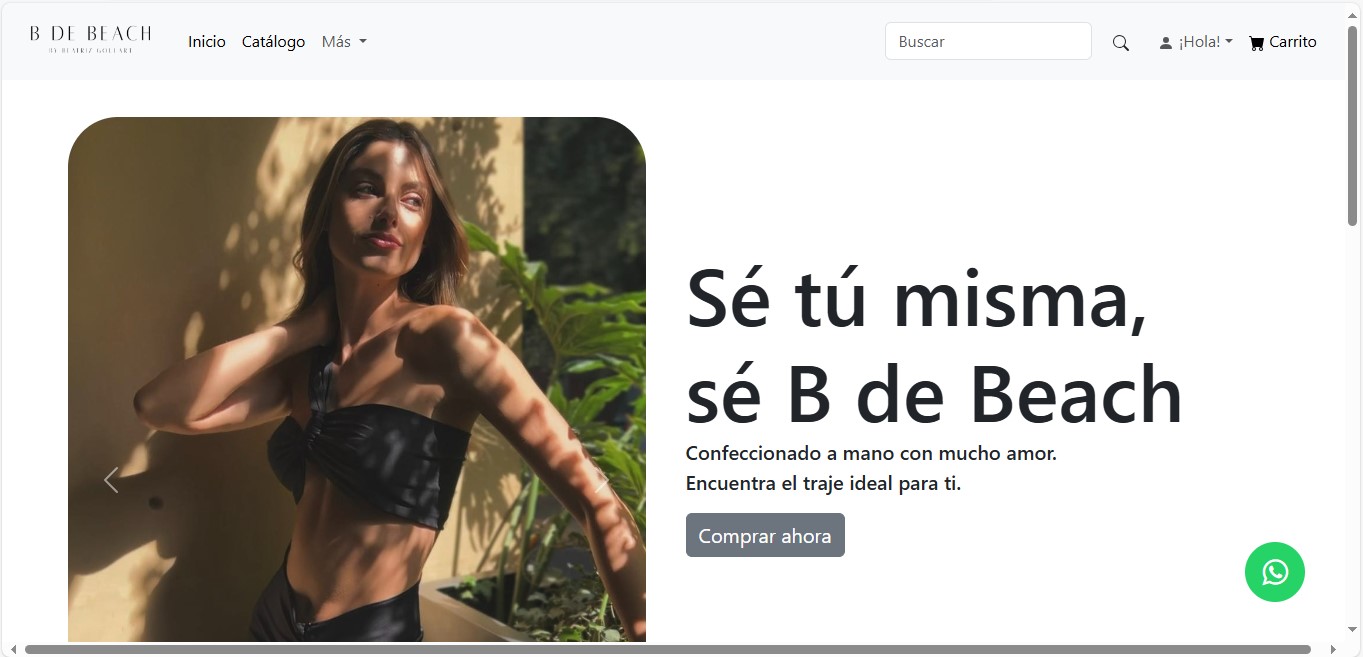 B DE BEACH
BY BEATRIZ GOULART
Inicio Catálogo Más
Buscar
¡Hola!
Carrito
Sé tú misma,
sé B de Beach
Confeccionado a mano con mucho amor.
Encuentra el traje ideal para ti.
Comprar ahora